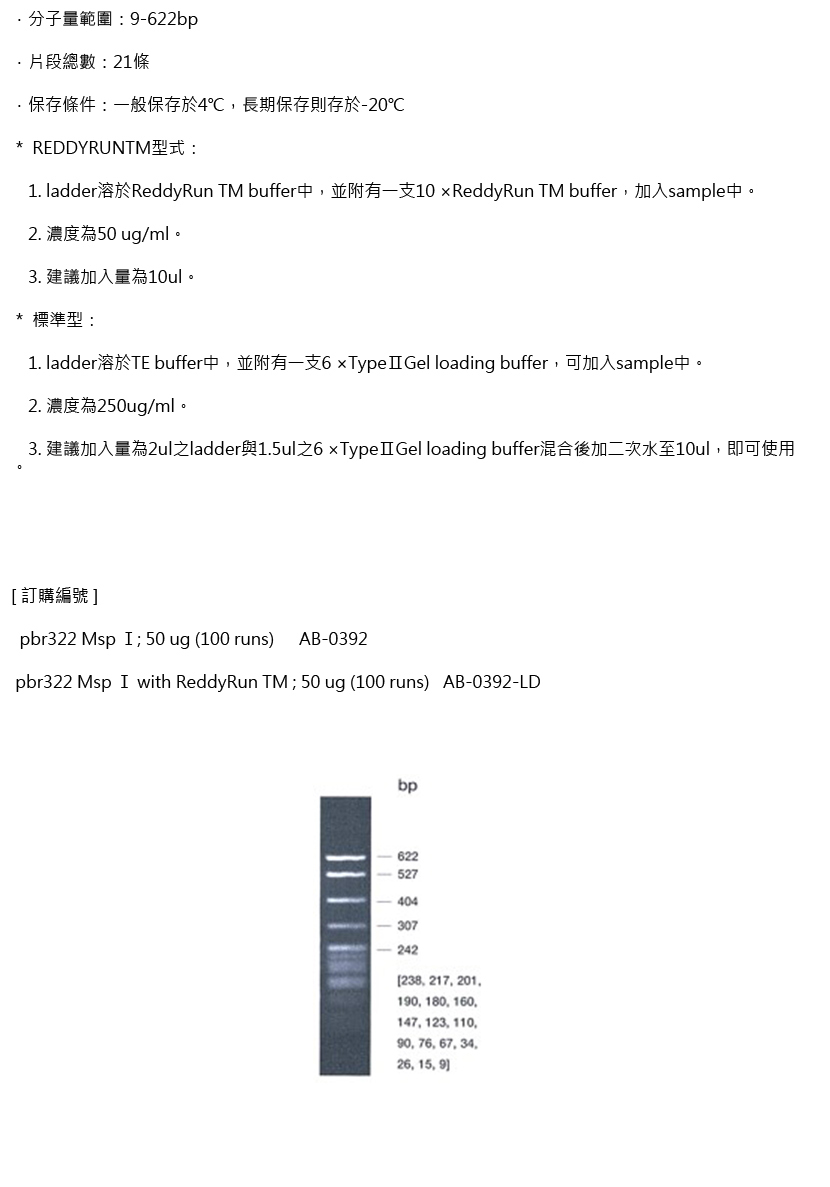 · 分子量範圍：9-622bp
· 片段總數：21條
· 保存條件：一般保存於4℃，長期保存則存於-20℃
* REDDYRUNTM型式：
1. ladder溶於ReddyRun TM buffer中，並附有一支10 ×ReddyRun TM buffer，加入sample中。
2. 濃度為50 ug/ml。
3. 建議加入量為10ul。
* 標準型：
1. ladder溶於TE buffer中，並附有一支6 ×TypeⅡGel loading buffer，可加入sample中。
2. 濃度為250ug/ml。
3. 建議加入量為2ul之ladder與1.5ul之6 ×TypeⅡGel loading buffer混合後加二次水至10ul，即可使用
。
[ 訂購編號 ]
pbr322 Msp Ⅰ; 50 ug (100 runs) AB-0392
pbr322 Msp Ⅰ with ReddyRun TM ; 50 ug (100 runs) AB-0392-LD
bp
622
527
404
307
242
[238, 217, 201,
190, 180, 160,
147, 123, 110,
90, 76, 67, 34,
26, 15, 9]